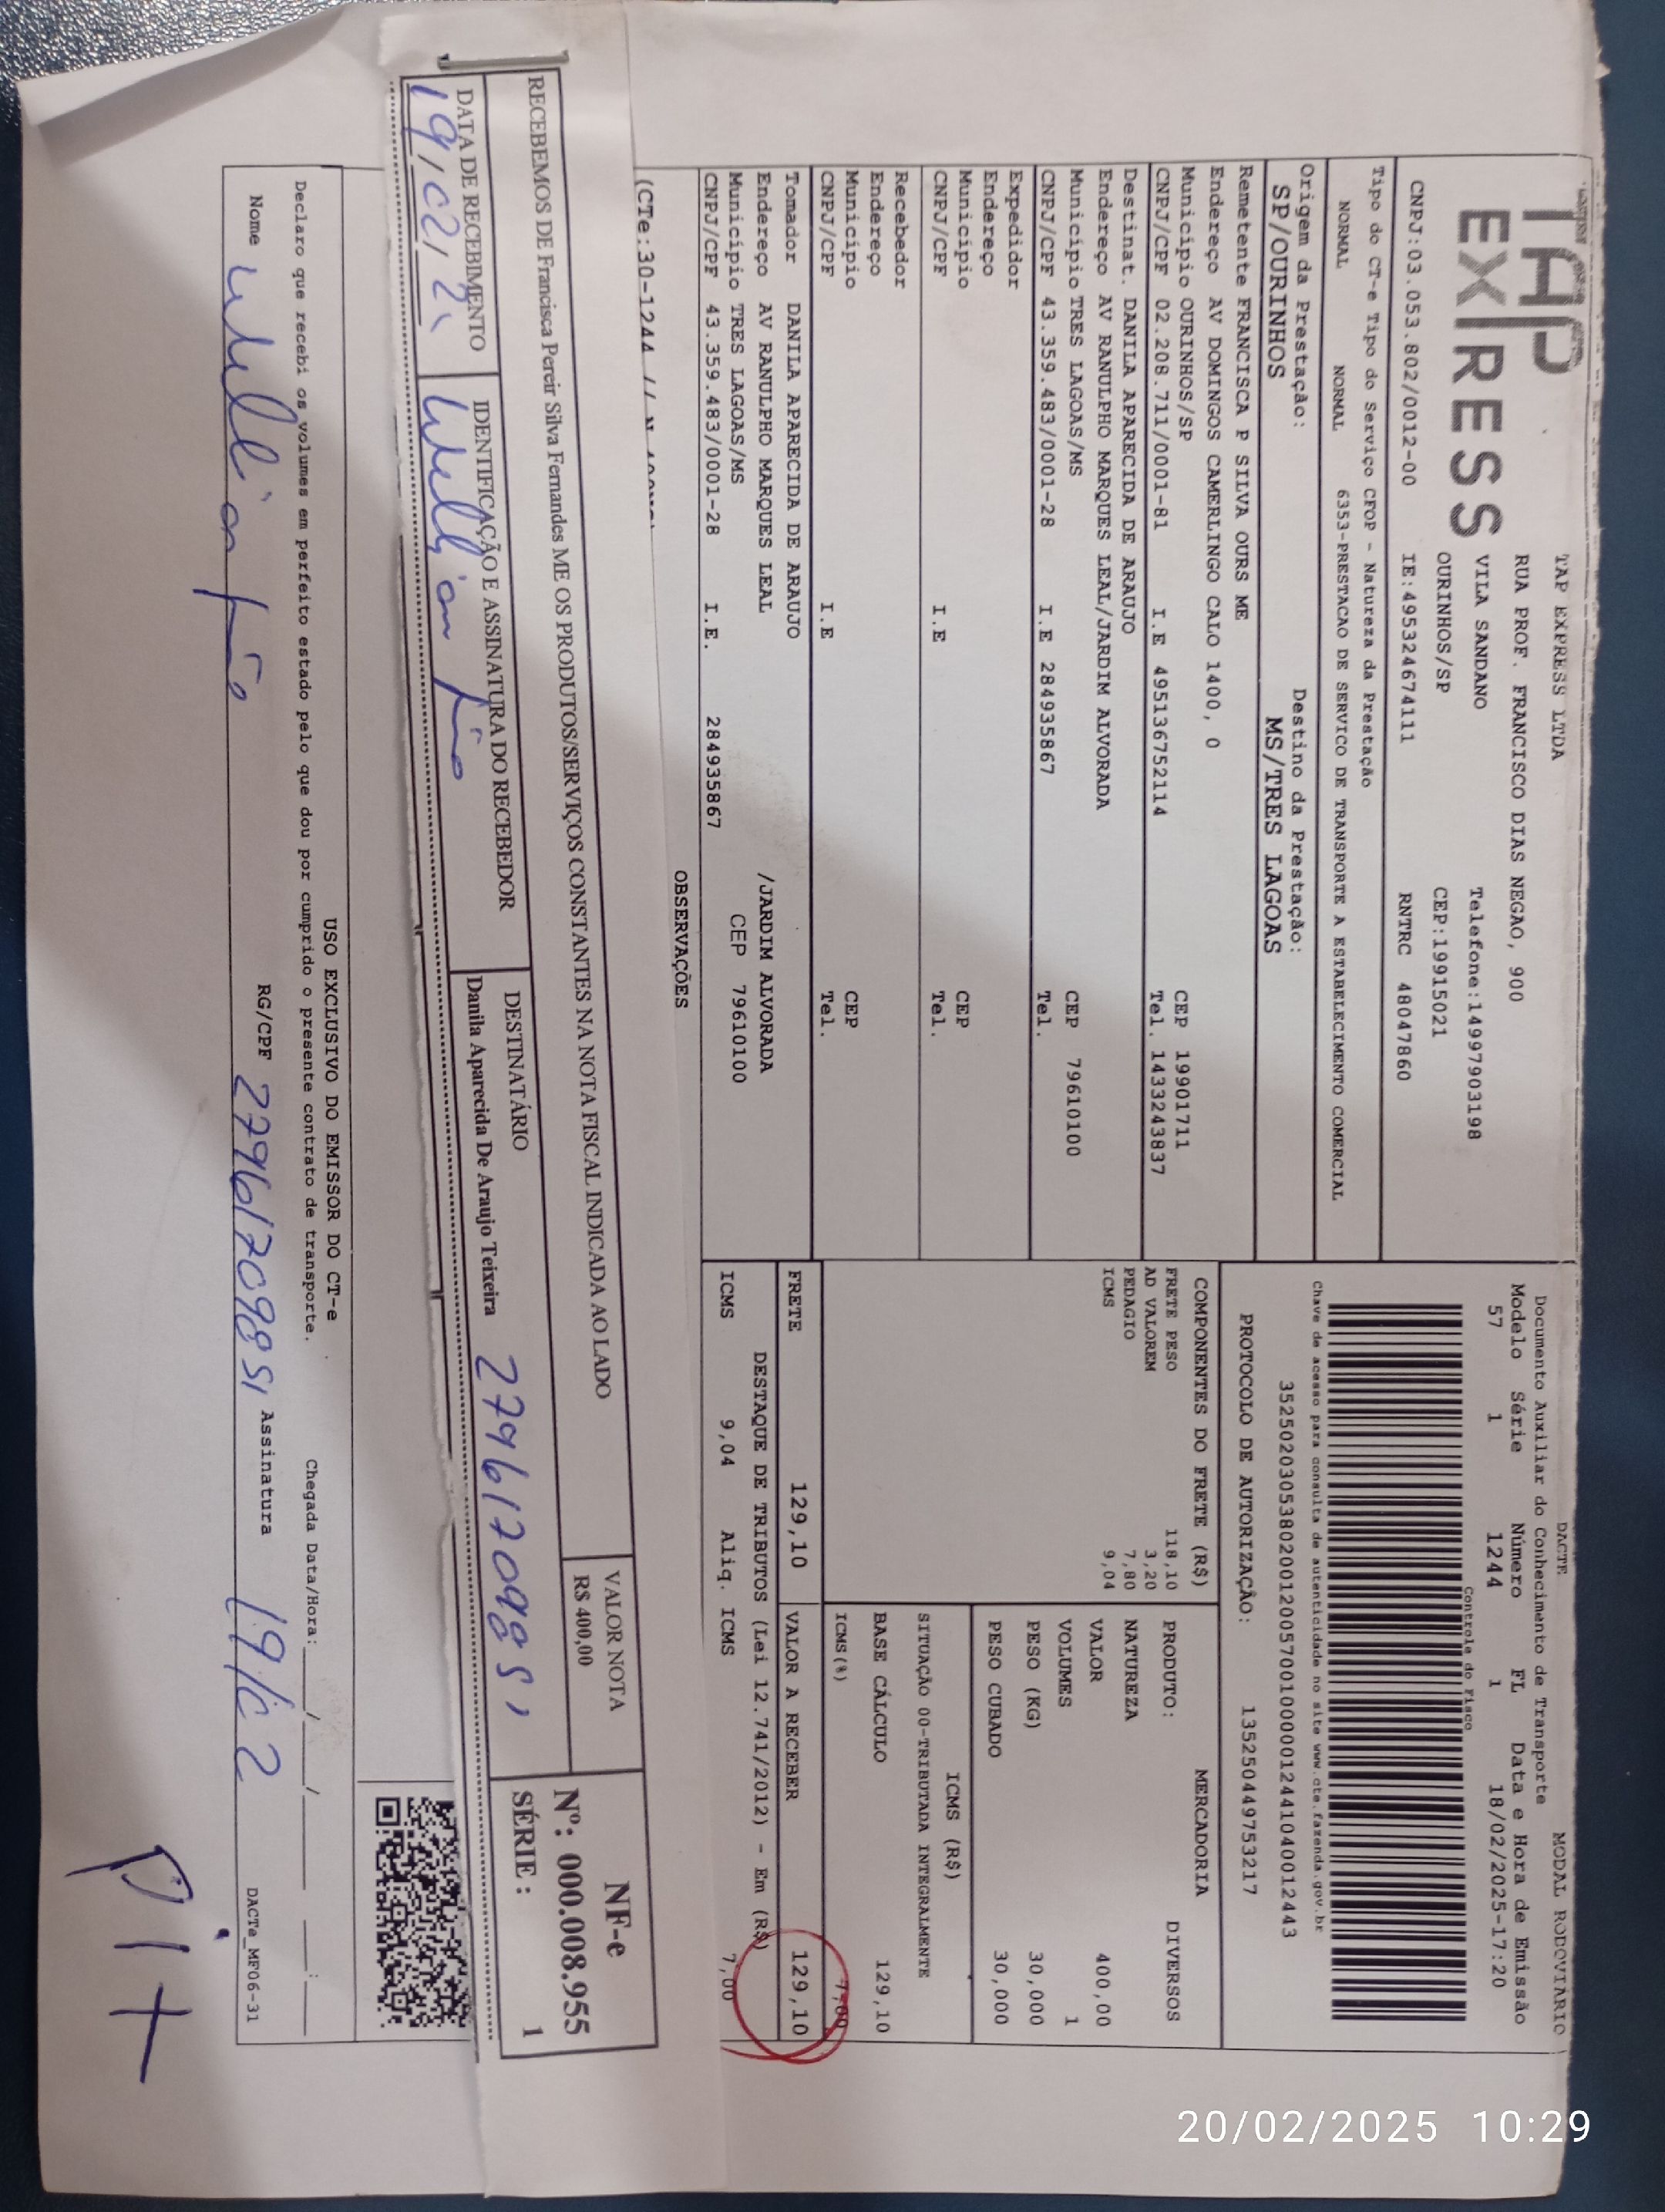 TAP EXPRESS
TAP EXPRESS LTDA
RUA PROF. FRANCISCO DIAS NEGAO, 900
VILA SANDANO Telefone:14997903198
OURINHOS/SP CEP:19915021
CNPJ:03.053.802/0012-00 IE:495324674111 RNTRC 48047860
Tipo do CT-e Tipo do Serviço CFOP - Natureza da Prestação
NORMAL NORMAL 6353-PRESTACAO DE SERVICO DE TRANSPORTE A ESTABELECIMENTO COMERCIAL
Origem da Prestação: Destino da Prestação:
SP/OURINHOS MS/TRES LAGOAS
Remetente FRANCISCA P SILVA OURS ME
Endereço AV DOMINGOS CAMERLINGO CALO 1400, 0
Município OURINHOS/SP CEP 19901711
CNPJ/CPF 02.208.711/0001-81 I.E 495136752114 Tel. 1433243837
Destinat. DANILA APARECIDA DE ARAUJO
Endereço AV RANULPHO MARQUES LEAL/JARDIM ALVORADA
Município TRES LAGOAS/MS CEP 79610100
CNPJ/CPF 43.359.483/0001-28 I.E 284935867 Tel.
Expedidor
Endereço
Município CEP
CNPJ/CPF I.E Tel.
Recebedor
Endereço
Município CEP
CNPJ/CPF I.E Tel.
Tomador DANILA APARECIDA DE ARAUJO
Endereço AV RANULPHO MARQUES LEAL /JARDIM ALVORADA
Município TRES LAGOAS/MS CEP 79610100
CNPJ/CPF 43.359.483/0001-28 I.E. 284935867
OBSERVAÇÕES
(CTe:30-1244
DACTE MODAL RODOVIÁRIO
Documento Auxiliar do Conhecimento de Transporte
Modelo Série Número FL Data e Hora de Emissão
57 1 1244 1 18/02/2025-17:20
Controle do Fisco
Chave de acesso para consulta de autenticidade no site www.cte.fazenda.gov.br
35250203053802001200570010000012441040012443
PROTOCOLO DE AUTORIZAÇÃO: 135250449753217
COMPONENTES DO FRETE (R$)
FRETE PESO 118,10
AD VALOREM 3,20
PEDAGIO 7,80
ICMS 9,04
MERCADORIA
PRODUTO: DIVERSOS
NATUREZA
VALOR 400,00
VOLUMES 1
PESO (KG) 30,000
PESO CUBADO 30,000
ICMS (R$)
SITUAÇÃO 00-TRIBUTADA INTEGRALMENTE
BASE CÁLCULO 129,10
ICMS(%) 7,00
FRETE 129,10 VALOR A RECEBER 129,10
DESTAQUE DE TRIBUTOS (Lei 12.741/2012) - Em (R$)
ICMS 9,04 Aliq. ICMS 7,00
RECEBEMOS DE Francisca Pereir Silva Fernandes ME OS PRODUTOS/SERVIÇOS CONSTANTES NA NOTA FISCAL INDICADA AO LADO
VALOR NOTA
R$ 400,00
NF-e
Nº: 000.008.955
SÉRIE : 1
DATA DE RECEBIMENTO IDENTIFICAÇÃO E ASSINATURA DO RECEBEDOR DESTINATÁRIO
Danila Aparecida De Araujo Teixeira
USO EXCLUSIVO DO EMISSOR DO CT-e
Declaro que recebi os volumes em perfeito estado pelo que dou por cumprido o presente contrato de transporte. Chegada Data/Hora: ____/____/____ __:__
Nome RG/CPF Assinatura 19/02 DACTe_MF06-31
20/02/2025 10:29